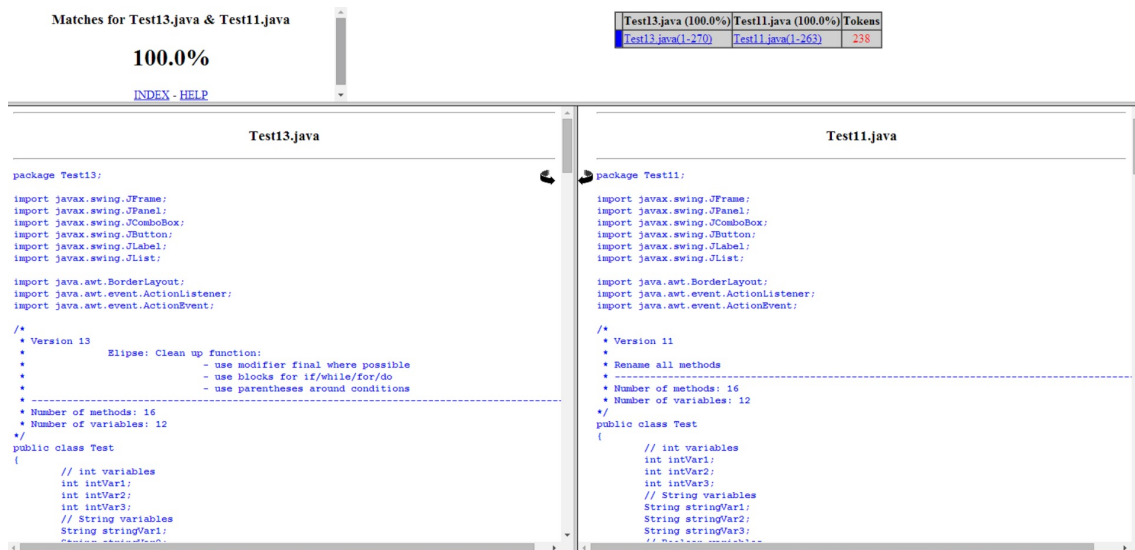 Matches for Test13.java & Test11.java
100.0%
INDEX - HELP
Test13.java (100.0%) Test11.java (100.0%) Tokens
Test13.java(1-270) Test11.java(1-263) 238
Test13.java
package Test13;
import javax.swing.JFrame;
import javax.swing.JPanel;
import javax.swing.JComboBox;
import javax.swing.JButton;
import javax.swing.JLabel;
import javax.swing.JList;
import java.awt.BorderLayout;
import java.awt.event.ActionListener;
import java.awt.event.ActionEvent;
/*
* Version 13
* Elipse: Clean up function:
* - use modifier final where possible
* - use blocks for if/while/for/do
* - use parentheses around conditions
* ----------------------------------------------------------------------------------------
* Number of methods: 16
* Number of variables: 12
*/
public class Test
{
// int variables
int intVar1;
int intVar2;
int intVar3;
// String variables
String stringVar1;
Test11.java
package Test11;
import javax.swing.JFrame;
import javax.swing.JPanel;
import javax.swing.JComboBox;
import javax.swing.JButton;
import javax.swing.JLabel;
import javax.swing.JList;
import java.awt.BorderLayout;
import java.awt.event.ActionListener;
import java.awt.event.ActionEvent;
/*
* Version 11
*
* Rename all methods
* ----------------------------------------------------------------------------------------
* Number of methods: 16
* Number of variables: 12
*/
public class Test
{
// int variables
int intVar1;
int intVar2;
int intVar3;
// String variables
String stringVar1;
String stringVar2;
String stringVar3;